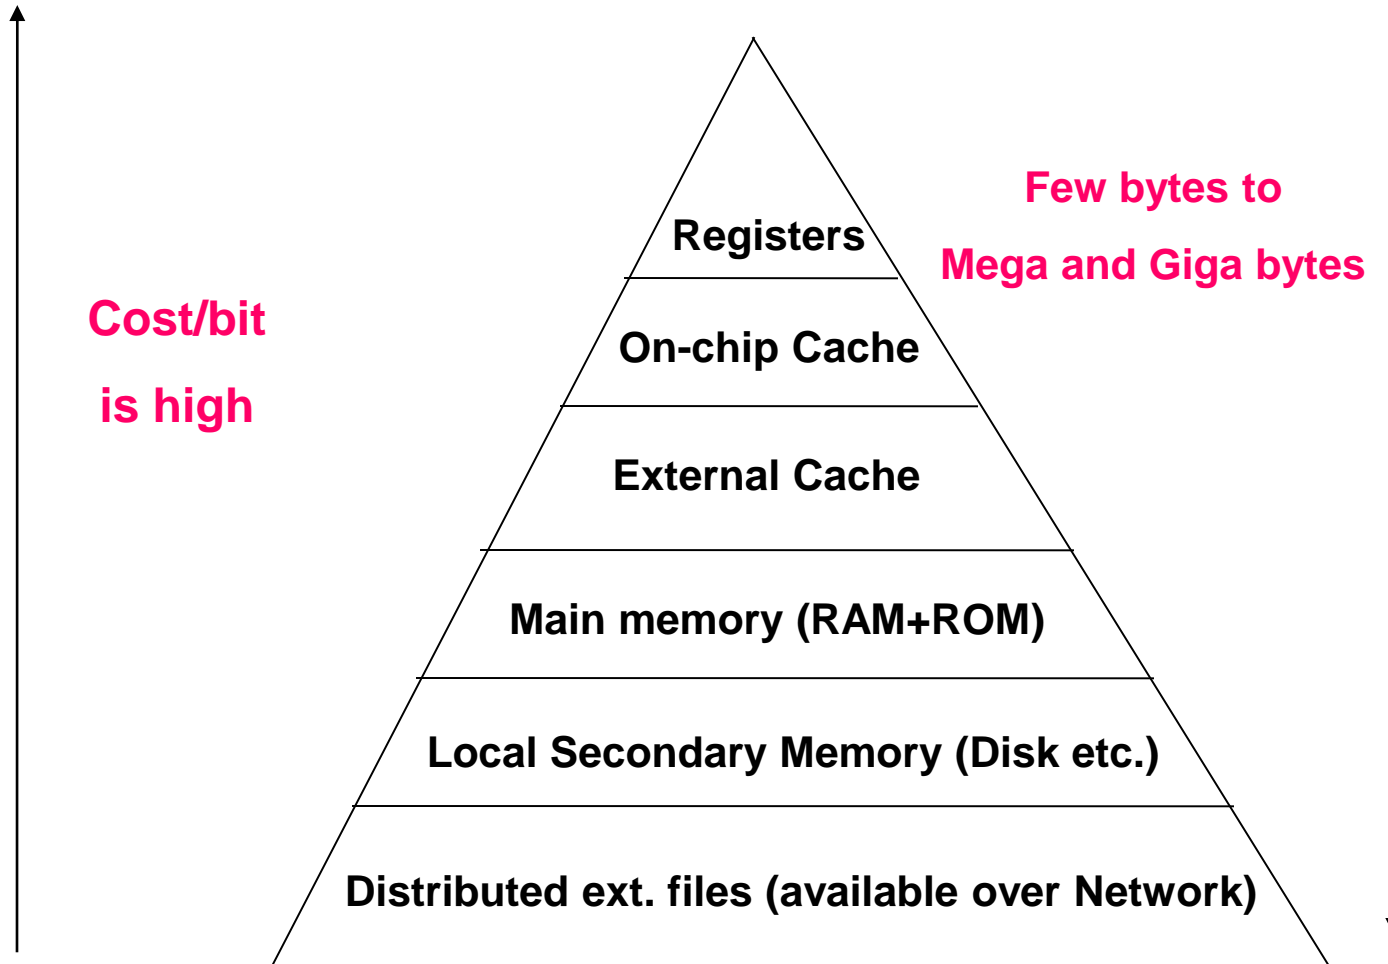 Few bytes to
Mega and Giga bytes
Registers
Cost/bit
is high
On-chip Cache
External Cache
Main memory (RAM+ROM)
Local Secondary Memory (Disk etc.)
Distributed ext. files (available over Network)